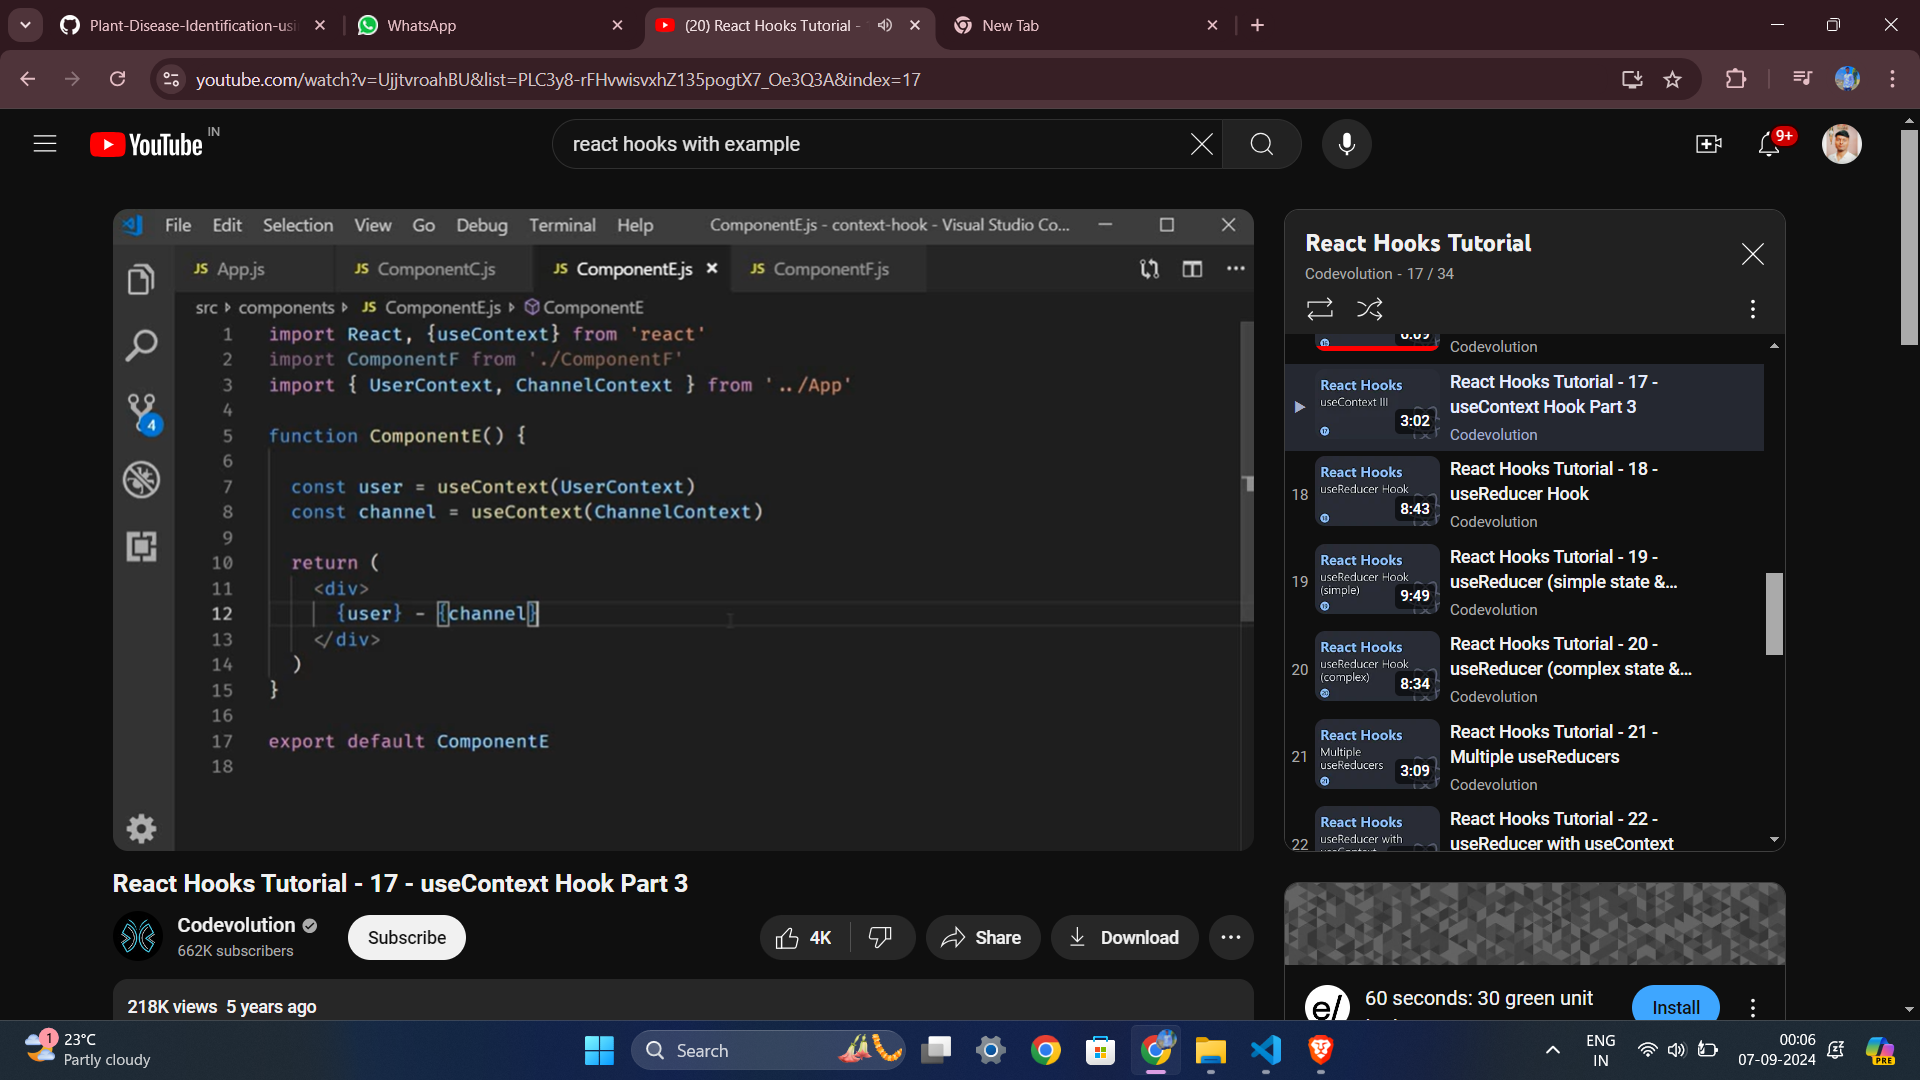 Plant-Disease-Identification-usi
WhatsApp
(20) React Hooks Tutorial -
New Tab
youtube.com/watch?v=UjjtvroahBU&list=PLC3y8-rFHvwisvxhZ135pogtX7_Oe3Q3A&index=17
YouTube IN
react hooks with example
9+
File Edit Selection View Go Debug Terminal Help ComponentE.js - context-hook - Visual Studio Co...
JS App.js JS ComponentC.js JS ComponentE.js JS ComponentF.js
src components JS ComponentE.js ComponentE
4
1 import React, {useContext} from 'react'
2 import ComponentF from './ComponentF'
3 import { UserContext, ChannelContext } from '../App'
4
5 function ComponentE() {
6
7 const user = useContext(UserContext)
8 const channel = useContext(ChannelContext)
9
10 return (
11 <div>
12 {user} - {channel}
13 </div>
14 )
15 }
16
17 export default ComponentE
18
React Hooks Tutorial - 17 - useContext Hook Part 3
Codevolution
662K subscribers
Subscribe
4K
Share
Download
218K views 5 years ago
React Hooks Tutorial
Codevolution - 17 / 34
6:09
Codevolution
React Hooks
useContext III
17
3:02
React Hooks Tutorial - 17 -
useContext Hook Part 3
Codevolution
18
React Hooks
useReducer Hook
8:43
React Hooks Tutorial - 18 -
useReducer Hook
Codevolution
19
React Hooks
useReducer Hook
(simple)
9:49
React Hooks Tutorial - 19 -
useReducer (simple state &...
Codevolution
20
React Hooks
useReducer Hook
(complex)
8:34
React Hooks Tutorial - 20 -
useReducer (complex state &...
Codevolution
21
React Hooks
Multiple
useReducers
3:09
React Hooks Tutorial - 21 -
Multiple useReducers
Codevolution
22
React Hooks
useReducer with
React Hooks Tutorial - 22 -
useReducer with useContext
e/
60 seconds: 30 green unit
Install
1
23°C
Partly cloudy
Search
ENG
IN
00:06
07-09-2024
PRE